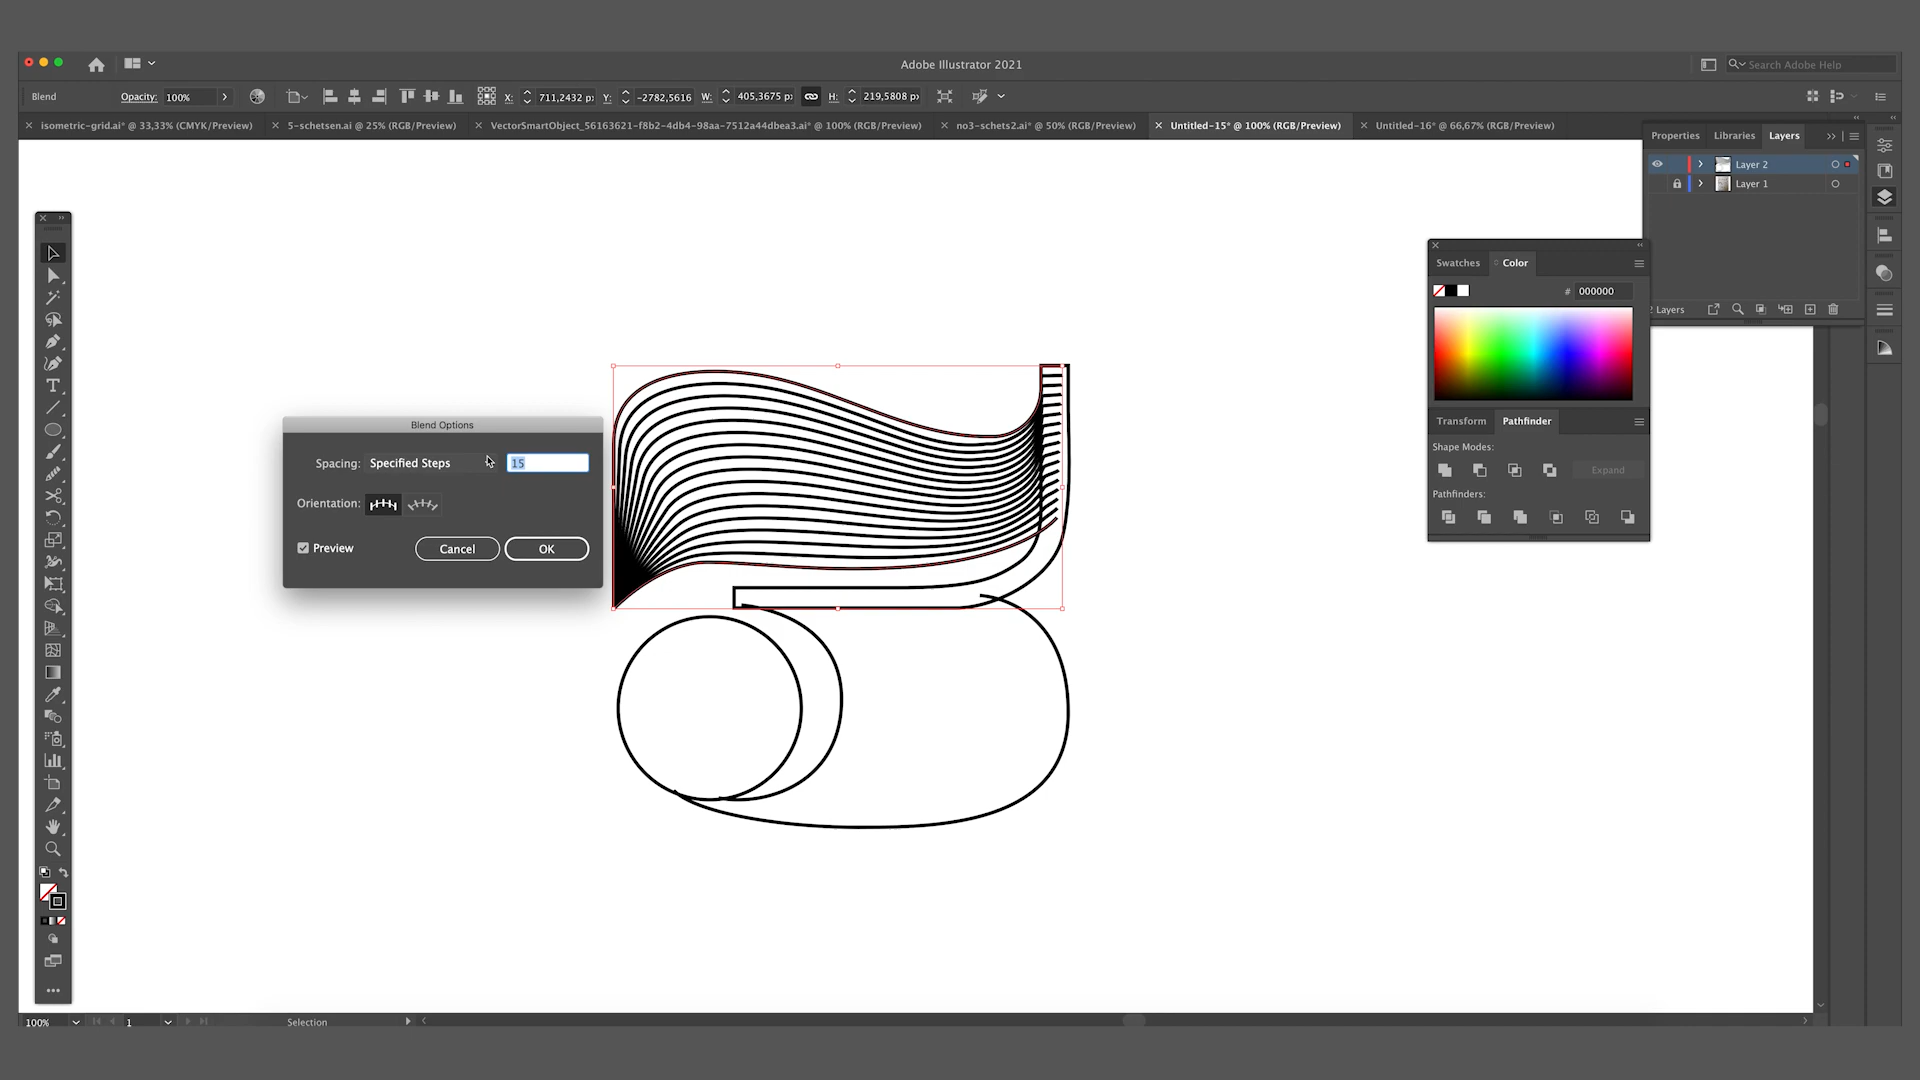 Adobe Illustrator 2021
Search Adobe Help
Blend
Opacity: 100%
X: 711,2432 p
Y: -2782,5616
W: 405,3675 p
H: 219,5808 p
isometric-grid.ai* @ 33,33% (CMYK/Preview)
5-schetsen.ai @ 25% (RGB/Preview)
VectorSmartObject_56163621-f8b2-4db4-98aa-7512a44dbea3.ai* @ 100% (RGB/Preview)
no3-schets2.ai* @ 50% (RGB/Preview)
Untitled-15* @ 100% (RGB/Preview)
Untitled-16* @ 66,67% (RGB/Preview)
Properties
Libraries
Layers
Layer 2
Layer 1
Swatches
Color
# 000000
Layers
Transform
Pathfinder
Shape Modes:
Expand
Pathfinders:
Blend Options
Spacing: Specified Steps 15
Orientation:
Preview
Cancel
OK
100%
1
Selection